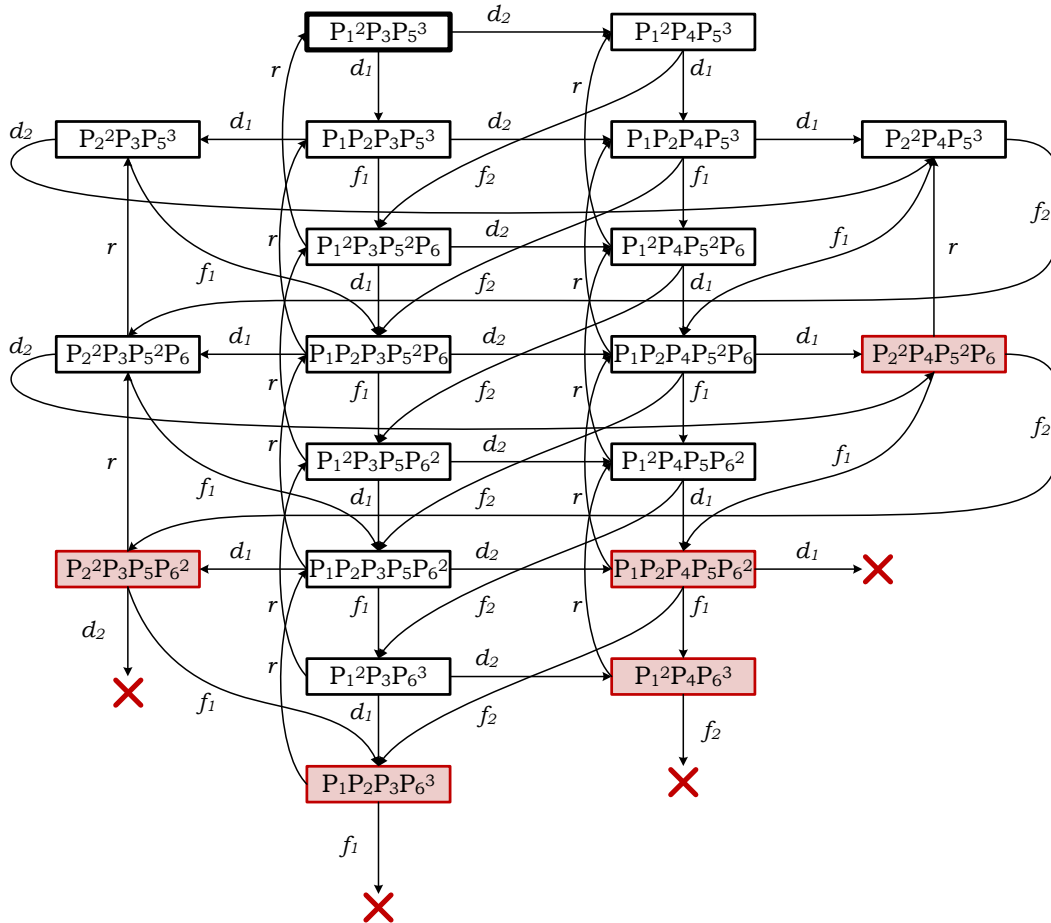 P₁²P₃P₅³ d₂ P₁²P₄P₅³
r d₁ r d₁
d₂ P₂²P₃P₅³ d₁ P₁P₂P₃P₅³ d₂ P₁P₂P₄P₅³ d₁ P₂²P₄P₅³
f₁ f₂ f₁ f₂
r f₁ r P₁²P₃P₅²P₆ d₂ r P₁²P₄P₅²P₆ f₁ r
d₁ f₂ d₁
d₂ P₂²P₃P₅²P₆ d₁ P₁P₂P₃P₅²P₆ d₂ P₁P₂P₄P₅²P₆ d₁ P₂²P₄P₅²P₆
r f₁ f₂ r f₁ f₂
r f₁ P₁²P₃P₅P₆² d₂ P₁²P₄P₅P₆² f₁
r d₁ f₂ r d₁
P₂²P₃P₅P₆² d₁ P₁P₂P₃P₅P₆² d₂ P₁P₂P₄P₅P₆² d₁
d₂ f₁ f₂ f₁
r P₁²P₃P₆³ d₂ r P₁²P₄P₆³
f₁ r d₁ f₂ f₂
P₁P₂P₃P₆³
f₁